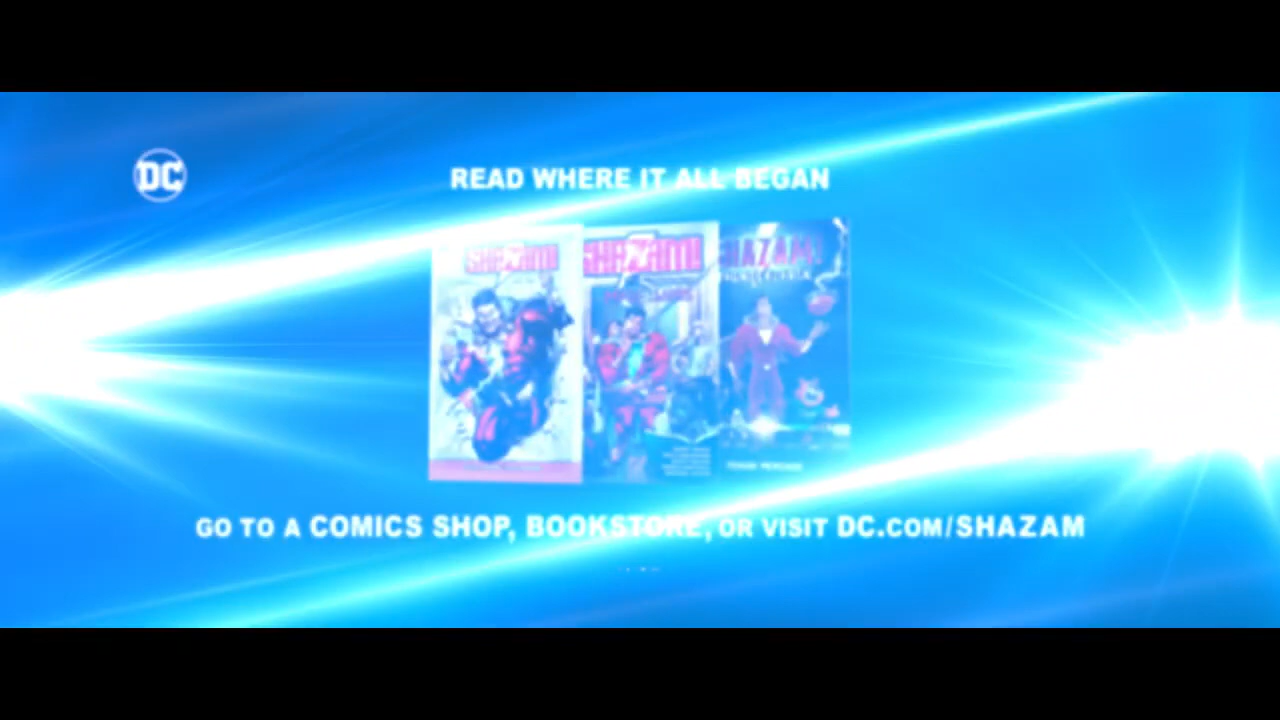 DC
READ WHERE IT ALL BEGAN
SHAZAM!
SHAZAM!
SHAZAM!
GO TO A COMICS SHOP, BOOKSTORE, OR VISIT DC.COM/SHAZAM